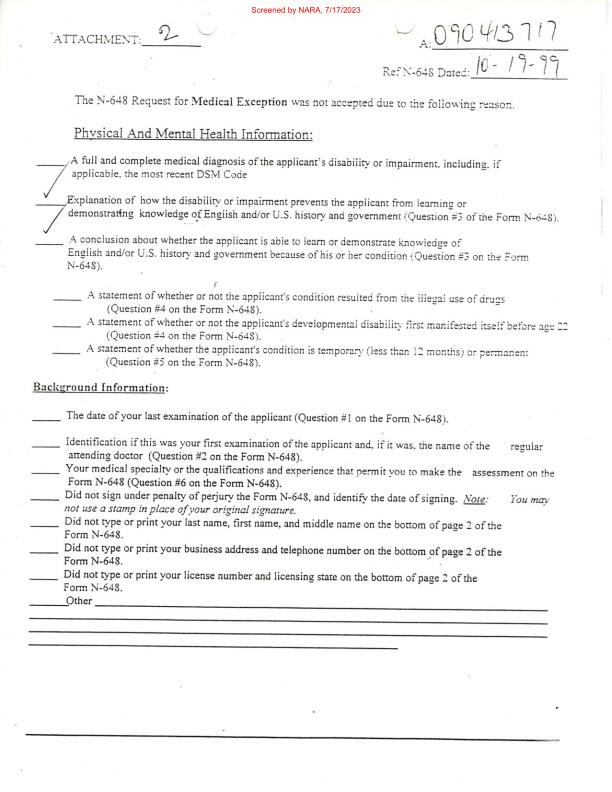 Screened by NARA, 7/17/2023
ATTACHMENT: 2
A: 090413717
Ref N-648 Dated: 10-19-99
The N-648 Request for Medical Exception was not accepted due to the following reason.
Physical And Mental Health Information:
A full and complete medical diagnosis of the applicant's disability or impairment, including, if
applicable, the most recent DSM Code
Explanation of how the disability or impairment prevents the applicant from learning or
demonstrating knowledge of English and/or U.S. history and government (Question #3 of the Form N-648).
A conclusion about whether the applicant is able to learn or demonstrate knowledge of
English and/or U.S. history and government because of his or her condition (Question #3 on the Form
N-648).
A statement of whether or not the applicant's condition resulted from the illegal use of drugs
(Question #4 on the Form N-648).
A statement of whether or not the applicant's developmental disability first manifested itself before age 22
(Question #4 on the Form N-648).
A statement of whether the applicant's condition is temporary (less than 12 months) or permanent
(Question #5 on the Form N-648).
Background Information:
The date of your last examination of the applicant (Question #1 on the Form N-648).
Identification if this was your first examination of the applicant and, if it was, the name of the regular
attending doctor (Question #2 on the Form N-648).
Your medical specialty or the qualifications and experience that permit you to make the assessment on the
Form N-648 (Question #6 on the Form N-648).
Did not sign under penalty of perjury the Form N-648, and identify the date of signing. Note: You may
not use a stamp in place of your original signature.
Did not type or print your last name, first name, and middle name on the bottom of page 2 of the
Form N-648.
Did not type or print your business address and telephone number on the bottom of page 2 of the
Form N-648.
Did not type or print your license number and licensing state on the bottom of page 2 of the
Form N-648.
Other